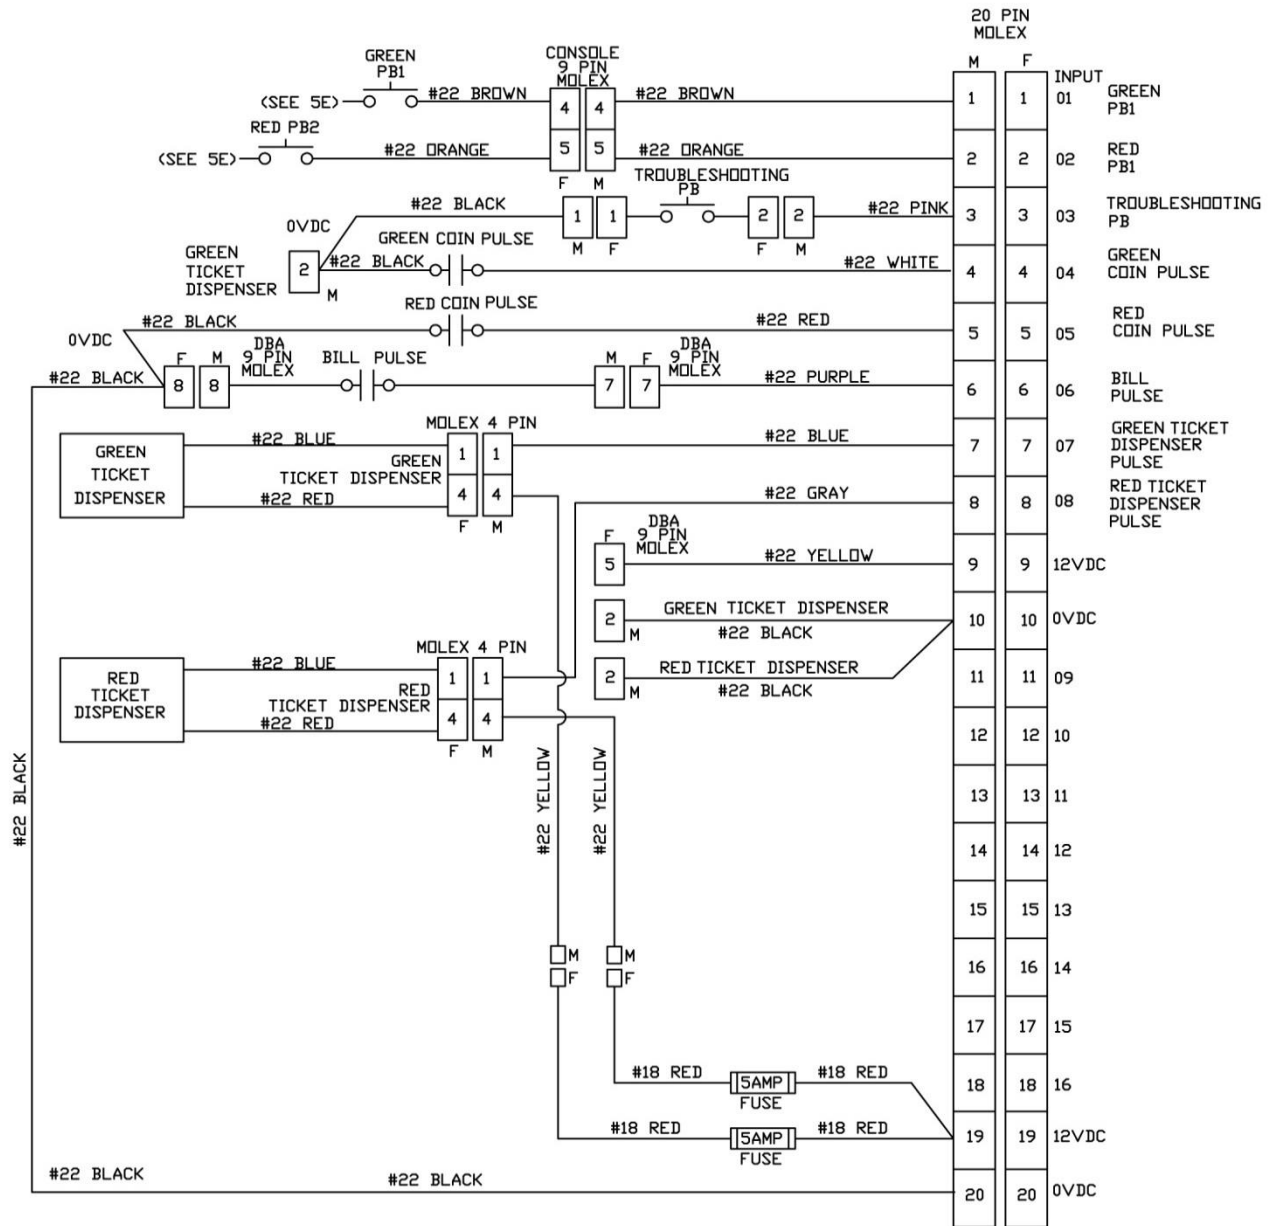 20 PIN
MOLEX
M F
INPUT
GREEN
PB1
CONSOLE
9 PIN
MOLEX
(SEE 5E)
#22 BROWN
4 4
#22 BROWN
1 1 01
GREEN
PB1
RED PB2
(SEE 5E)
#22 ORANGE
5 5
#22 ORANGE
2 2 02
RED
PB1
F M
TROUBLESHOOTING
PB
#22 BLACK
1 1
2 2
#22 PINK
3 3 03
TROUBLESHOOTING
PB
M F
F M
0VDC
GREEN
TICKET
DISPENSER
2
M
#22 BLACK
GREEN COIN PULSE
#22 WHITE
4 4 04
GREEN
COIN PULSE
0VDC
#22 BLACK
RED COIN PULSE
#22 RED
5 5 05
RED
COIN PULSE
#22 BLACK
F M
8 8
DBA
9 PIN
MOLEX
BILL PULSE
M F
7 7
DBA
9 PIN
MOLEX
#22 PURPLE
6 6 06
BILL
PULSE
GREEN
TICKET
DISPENSER
#22 BLUE
#22 RED
MOLEX 4 PIN
GREEN
TICKET DISPENSER
1 1
4 4
F M
#22 BLUE
7 7 07
GREEN TICKET
DISPENSER
PULSE
#22 GRAY
8 8 08
RED TICKET
DISPENSER
PULSE
F
5
DBA
9 PIN
MOLEX
#22 YELLOW
9 9 12VDC
2
M
GREEN TICKET DISPENSER
#22 BLACK
10 10 0VDC
2
M
RED TICKET DISPENSER
#22 BLACK
11 11 09
RED
TICKET
DISPENSER
#22 BLUE
#22 RED
MOLEX 4 PIN
RED
TICKET DISPENSER
1 1
4 4
F M
12 12 10
#22 BLACK
#22 YELLOW
#22 YELLOW
13 13 11
14 14 12
15 15 13
M
F
M
F
16 16 14
17 17 15
#18 RED
5AMP
FUSE
#18 RED
18 18 16
#18 RED
5AMP
FUSE
#18 RED
19 19 12VDC
#22 BLACK
#22 BLACK
20 20 0VDC